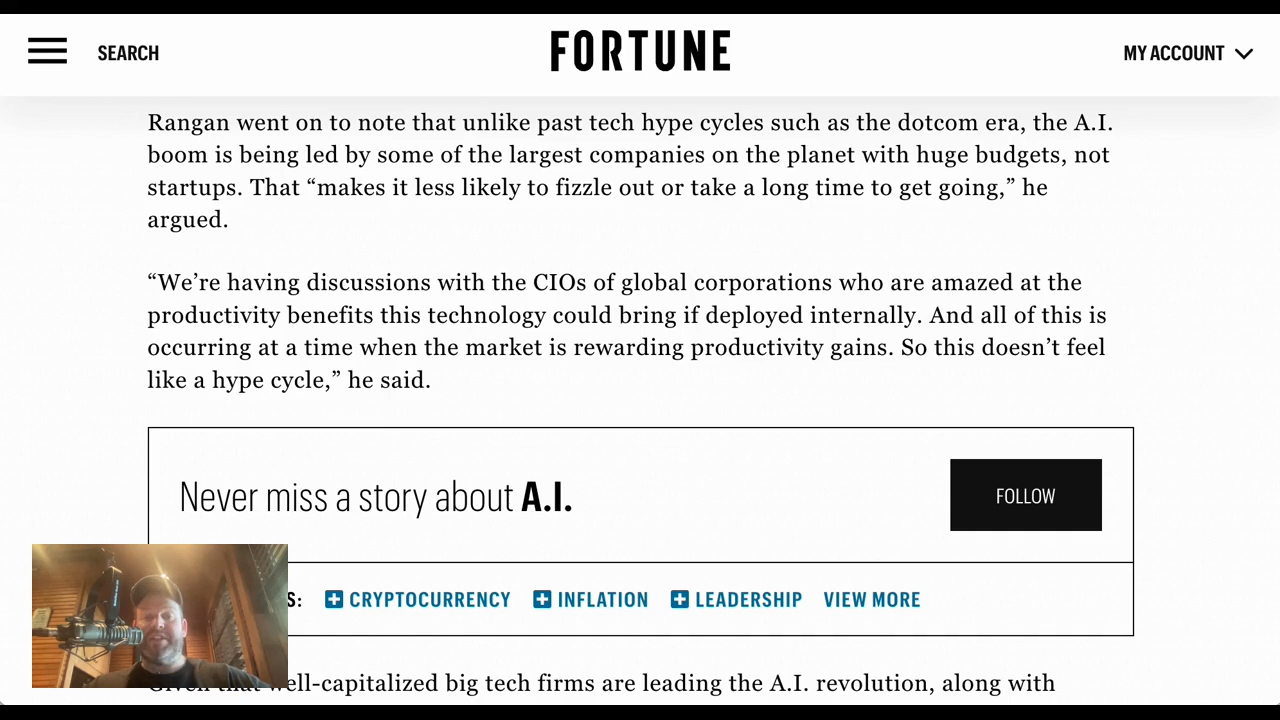 SEARCH
FORTUNE
MY ACCOUNT
Rangan went on to note that unlike past tech hype cycles such as the dotcom era, the A.I.
boom is being led by some of the largest companies on the planet with huge budgets, not
startups. That “makes it less likely to fizzle out or take a long time to get going,” he
argued.
“We’re having discussions with the CIOs of global corporations who are amazed at the
productivity benefits this technology could bring if deployed internally. And all of this is
occurring at a time when the market is rewarding productivity gains. So this doesn’t feel
like a hype cycle,” he said.
Never miss a story about A.I.
FOLLOW
S: CRYPTOCURRENCY INFLATION LEADERSHIP VIEW MORE
Given that well-capitalized big tech firms are leading the A.I. revolution, along with